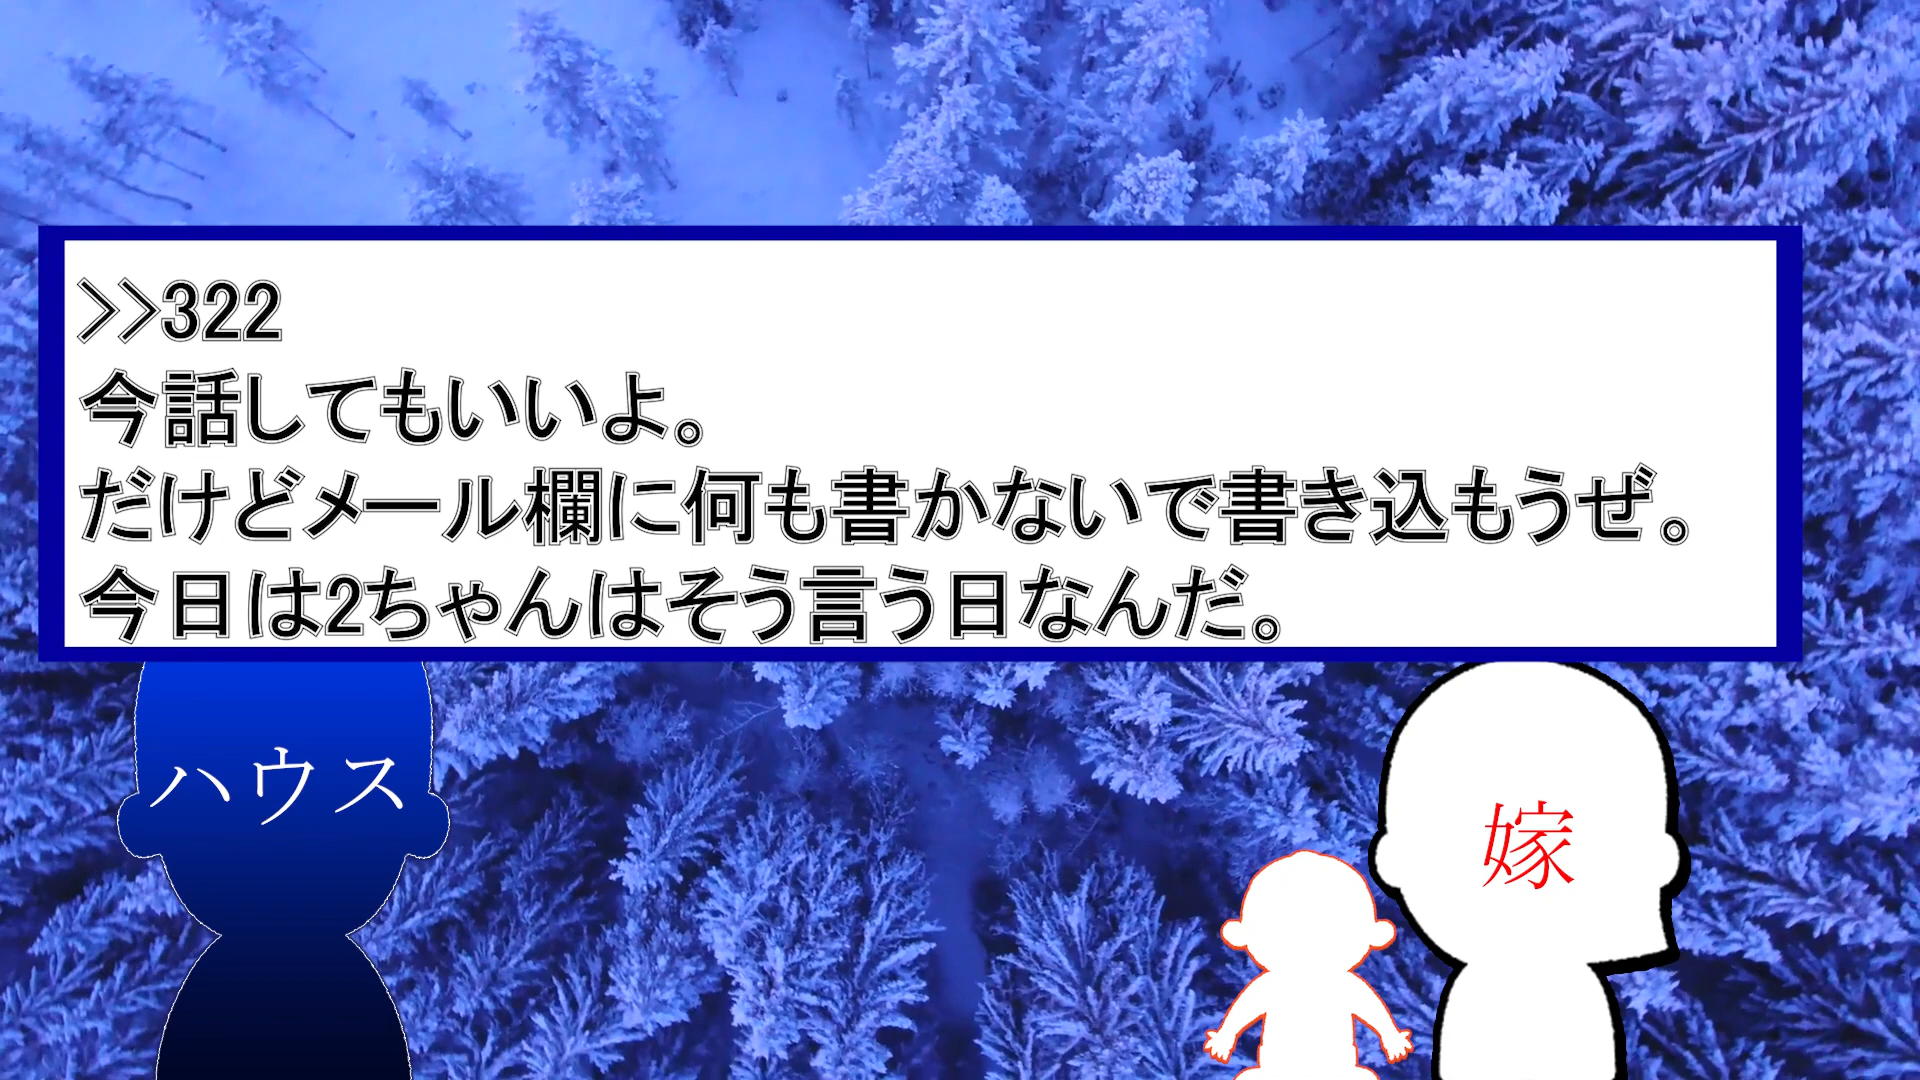 >>322
今話してもいいよ。
だけどメール欄に何も書かないで書き込もうぜ。
今日は2ちゃんはそう言う日なんだ。
ハウス
嫁